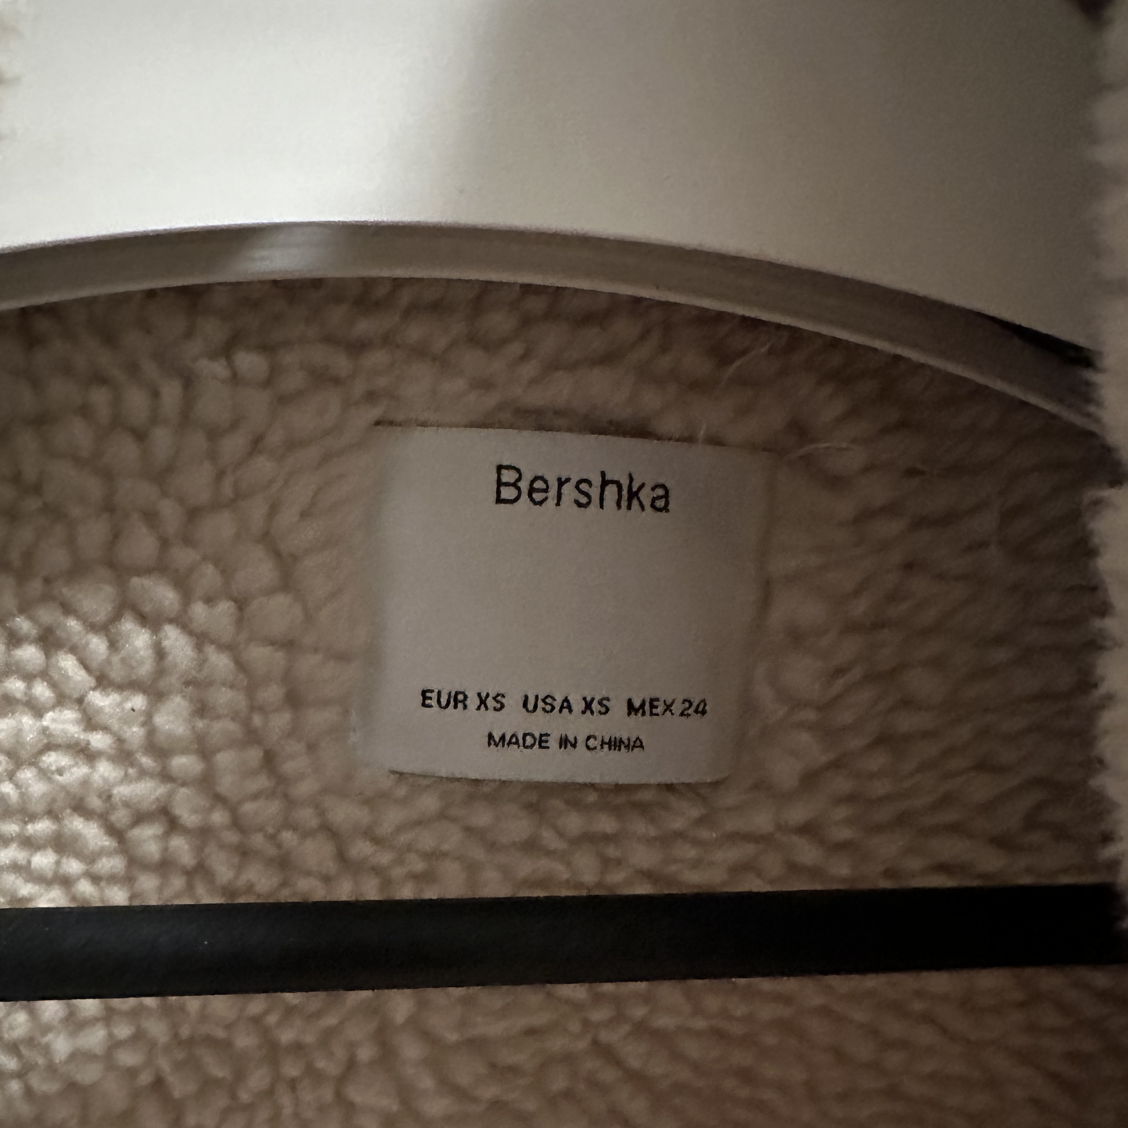 Bershka
EUR XS USA XS MEX 24
MADE IN CHINA